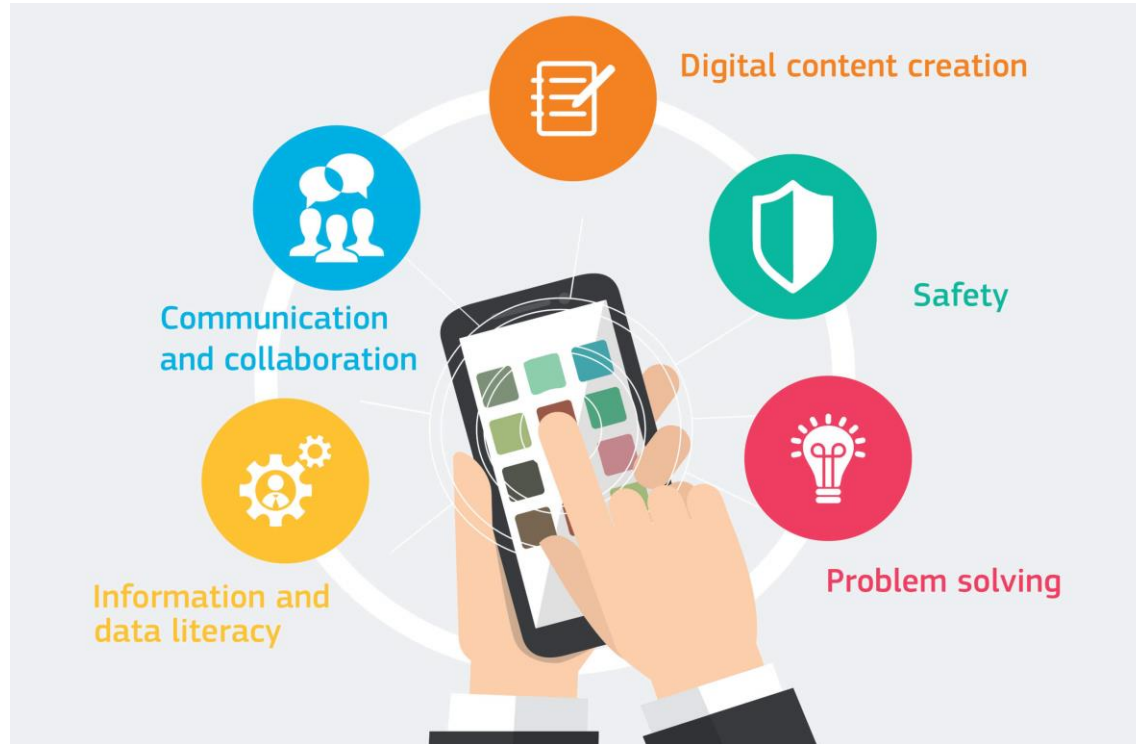 Digital content creation
Safety
Communication
and collaboration
Problem solving
Information and
data literacy